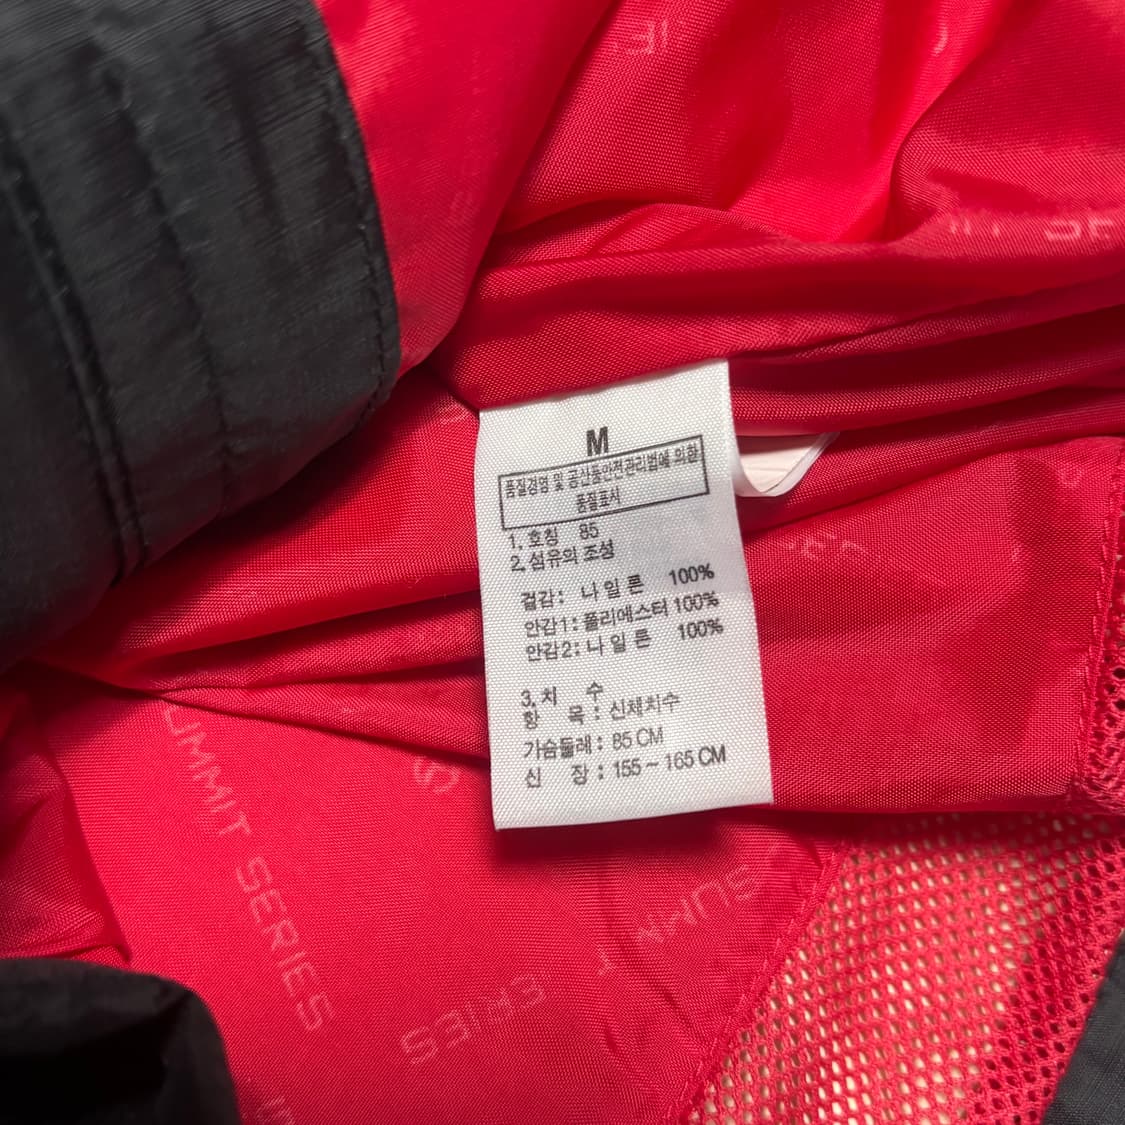 M
품질경영 및 공산품안전관리법에 의한
품질표시
1. 호칭 85
2. 섬유의 조성
겉감: 나일론 100%
안감1: 폴리에스터 100%
안감2: 나일론 100%
3. 치 수
항 목 : 신체치수
가슴둘레 : 85 CM
신 장 : 155 ~ 165 CM
SUMMIT SERIES
SUMM
SERIES